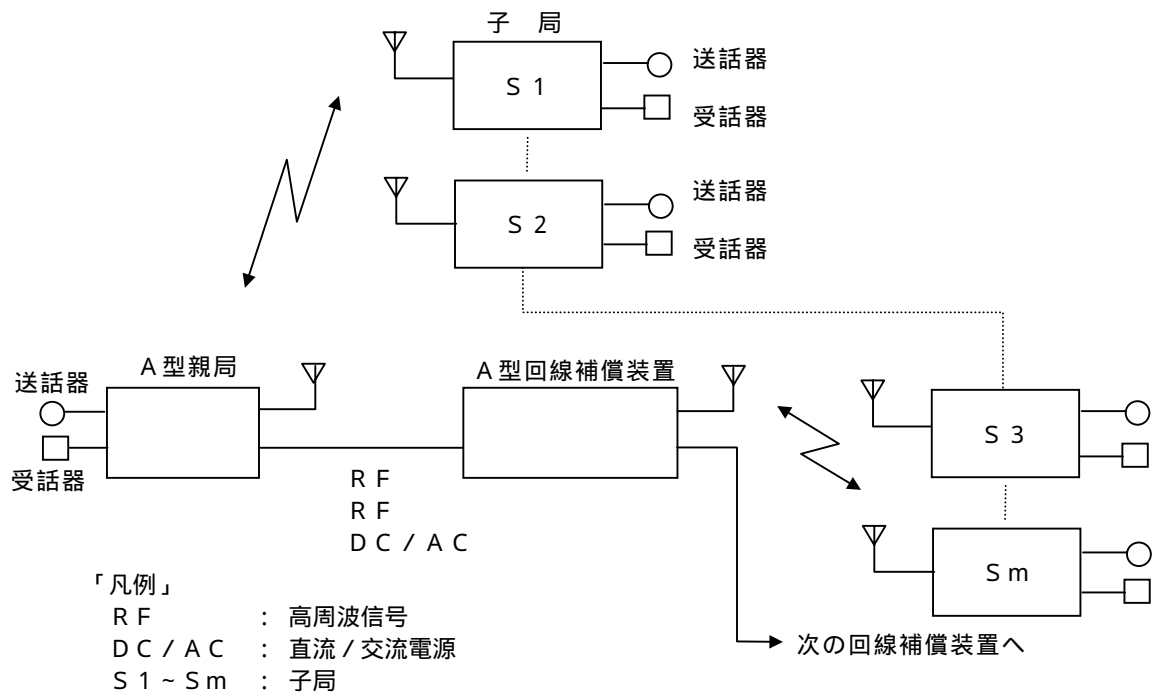 子 局
S 1
送話器
受話器
S 2
送話器
受話器
A型親局
送話器
受話器
A型回線補償装置
R F
R F
D C / A C
S 3
S m
次の回線補償装置へ
「凡例」
R F : 高周波信号
D C / A C : 直流 / 交流電源
S 1 ~ S m : 子局